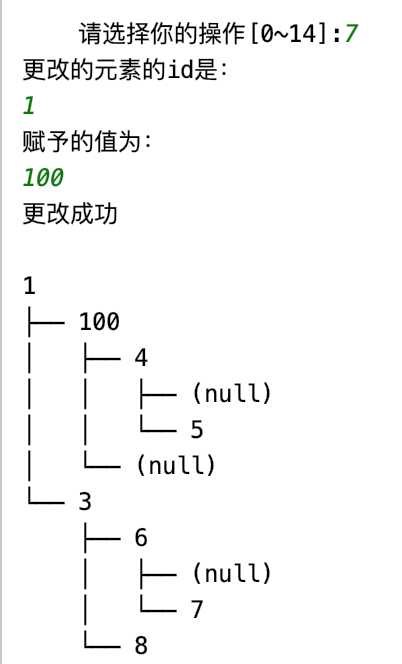 请选择你的操作[0~14]:7
更改的元素的id是：
1
赋予的值为：
100
更改成功
1
├── 100
│   ├── 4
│   │   ├── (null)
│   │   └── 5
│   └── (null)
└── 3
    ├── 6
    │   ├── (null)
    │   └── 7
    └── 8